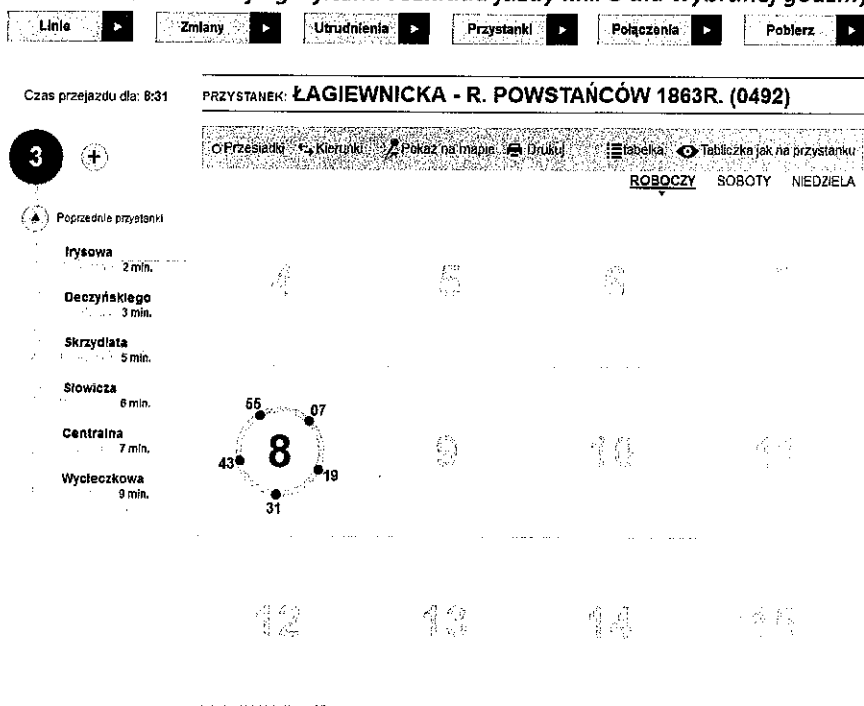 Linie
Zmiany
Utrudnienia
Przystanki
Połączenia
Pobierz
Czas przejazdu dla: 8:31
PRZYSTANEK: ŁAGIEWNICKA - R. POWSTAŃCÓW 1863R. (0492)
3
Przesiadki Kierunki Pokaż na mapie Drukuj tabelka Tabliczka jak na przystanku
ROBOCZY SOBOTY NIEDZIELA
Poprzednie przystanki
Irysowa
2 min.
Deczyńskiego
3 min.
Skrzydlata
5 min.
Słowicza
6 min.
Centralna
7 min.
Wycieczkowa
9 min.
4 5 6
55 07
8
43 19
31
9 10 11
12 13 14 15